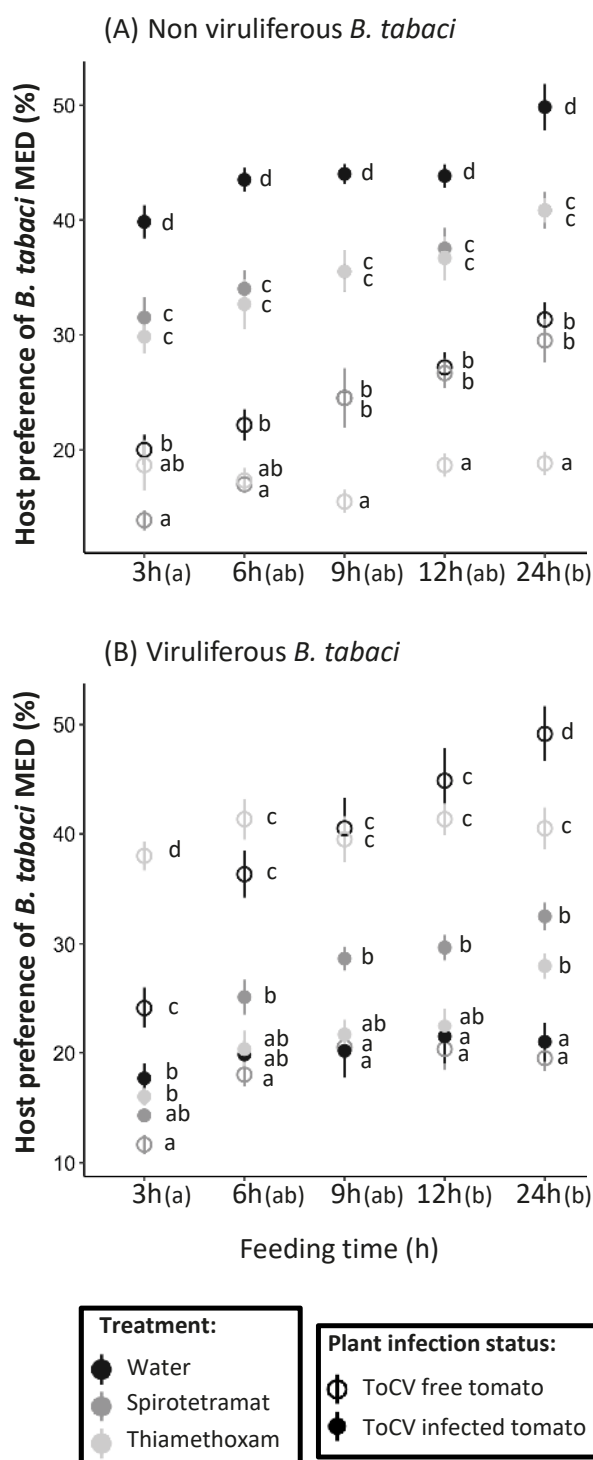 (A) Non viruliferous B. tabaci
Host preference of B. tabaci MED (%)
50
40
30
20
d
c
c
b
ab
a
d
c
c
b
ab
a
d
c
c
b
b
a
d
c
c
b
b
a
d
c
c
b
b
a
3h(a) 6h(ab) 9h(ab) 12h(ab) 24h(b)
(B) Viruliferous B. tabaci
Host preference of B. tabaci MED (%)
50
40
30
20
10
d
c
b
b
ab
a
c
c
b
ab
ab
a
c
c
b
ab
a
a
c
c
b
ab
a
a
d
c
b
b
a
a
3h(a) 6h(ab) 9h(ab) 12h(b) 24h(b)
Feeding time (h)
Treatment:
Water
Spirotetramat
Thiamethoxam
Plant infection status:
ToCV free tomato
ToCV infected tomato